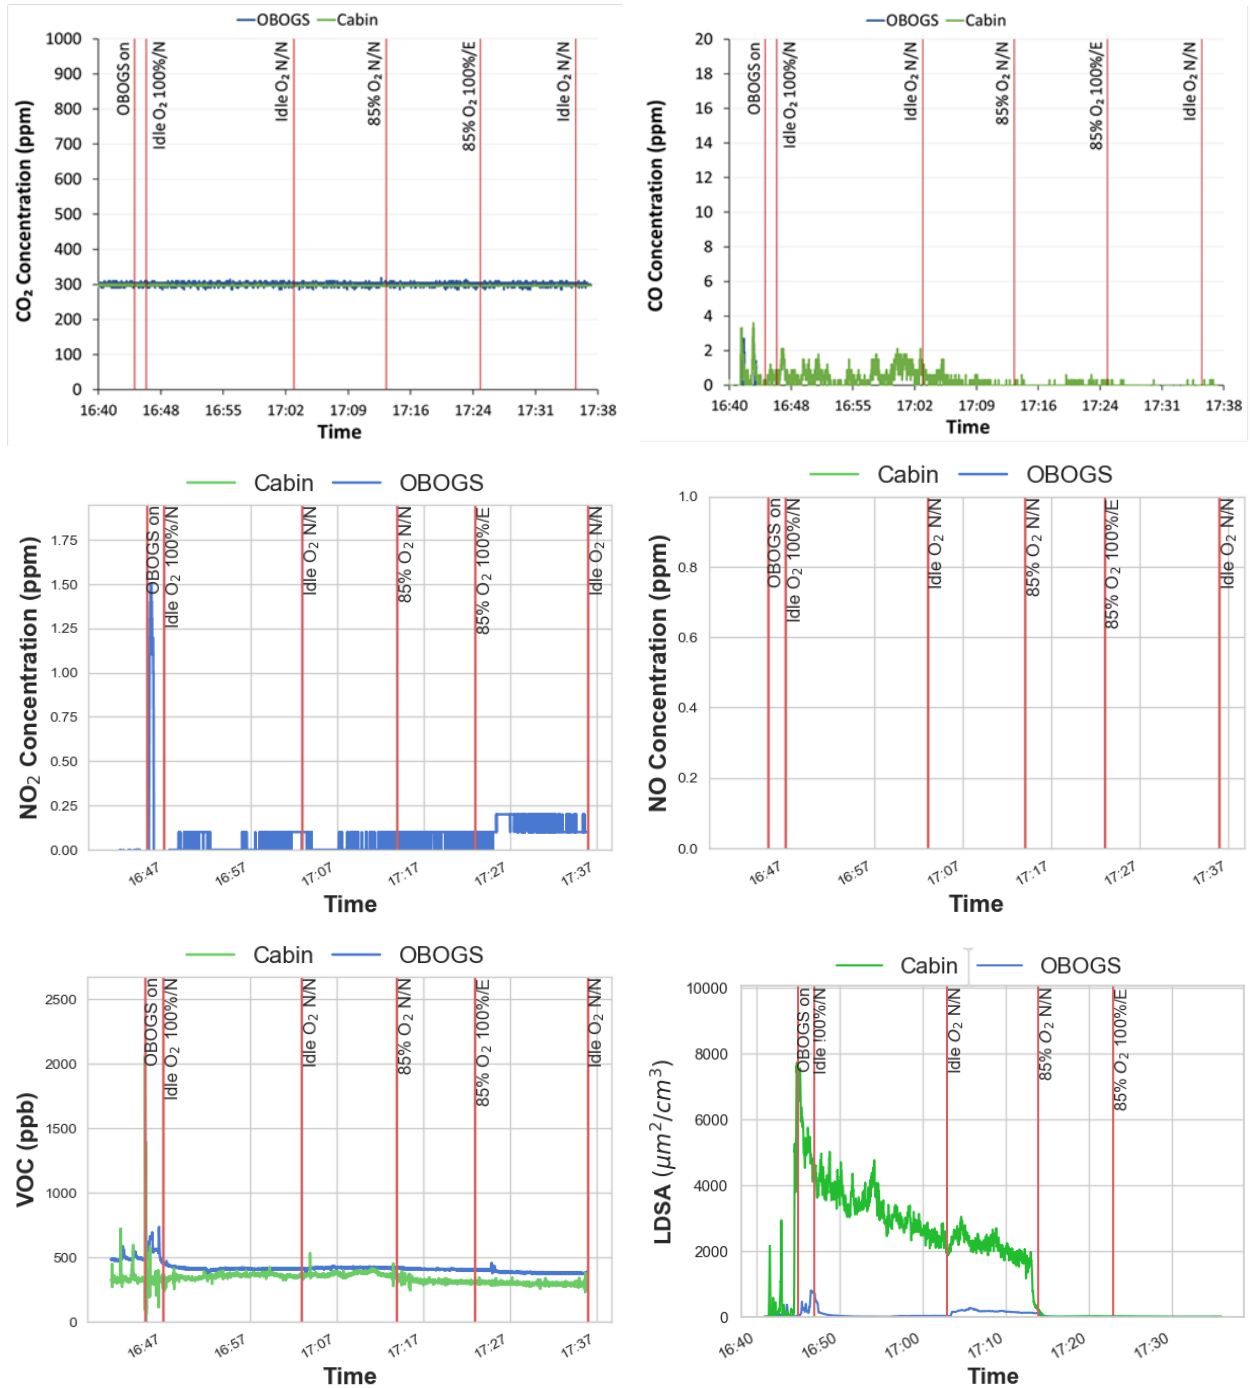 OBOGS Cabin
CO₂ Concentration (ppm)
1000
900
800
700
600
500
400
300
200
100
0
OBOGS on
Idle O₂ 100%/N
Idle O₂ N/N
85% O₂ N/N
85% O₂ 100%/E
Idle O₂ N/N
16:40 16:48 16:55 17:02 17:09 17:16 17:24 17:31 17:38
Time
OBOGS Cabin
CO Concentration (ppm)
20
18
16
14
12
10
8
6
4
2
0
OBOGS on
Idle O₂ 100%/N
Idle O₂ N/N
85% O₂ N/N
85% O₂ 100%/E
Idle O₂ N/N
16:40 16:48 16:55 17:02 17:09 17:16 17:24 17:31 17:38
Time
Cabin OBOGS
NO₂ Concentration (ppm)
1.75
1.50
1.25
1.00
0.75
0.50
0.25
0.00
OBOGS on
Idle O₂ 100%/N
Idle O₂ N/N
85% O₂ N/N
85% O₂ 100%/E
Idle O₂ N/N
16:47 16:57 17:07 17:17 17:27 17:37
Time
Cabin OBOGS
NO Concentration (ppm)
1.0
0.8
0.6
0.4
0.2
0.0
OBOGS on
Idle O₂ 100%/N
Idle O₂ N/N
85% O₂ N/N
85% O₂ 100%/E
Idle O₂ N/N
16:47 16:57 17:07 17:17 17:27 17:37
Time
Cabin OBOGS
VOC (ppb)
2500
2000
1500
1000
500
0
OBOGS on
Idle O₂ 100%/N
Idle O₂ N/N
85% O₂ N/N
85% O₂ 100%/E
Idle O₂ N/N
16:47 16:57 17:07 17:17 17:27 17:37
Time
Cabin OBOGS
LDSA (μm²/cm³)
10000
8000
6000
4000
2000
0
OBOGS on
Idle !00%/N
Idle O₂ N/N
85% O₂ N/N
85% O₂ 100%/E
16:40 16:50 17:00 17:10 17:20 17:30
Time